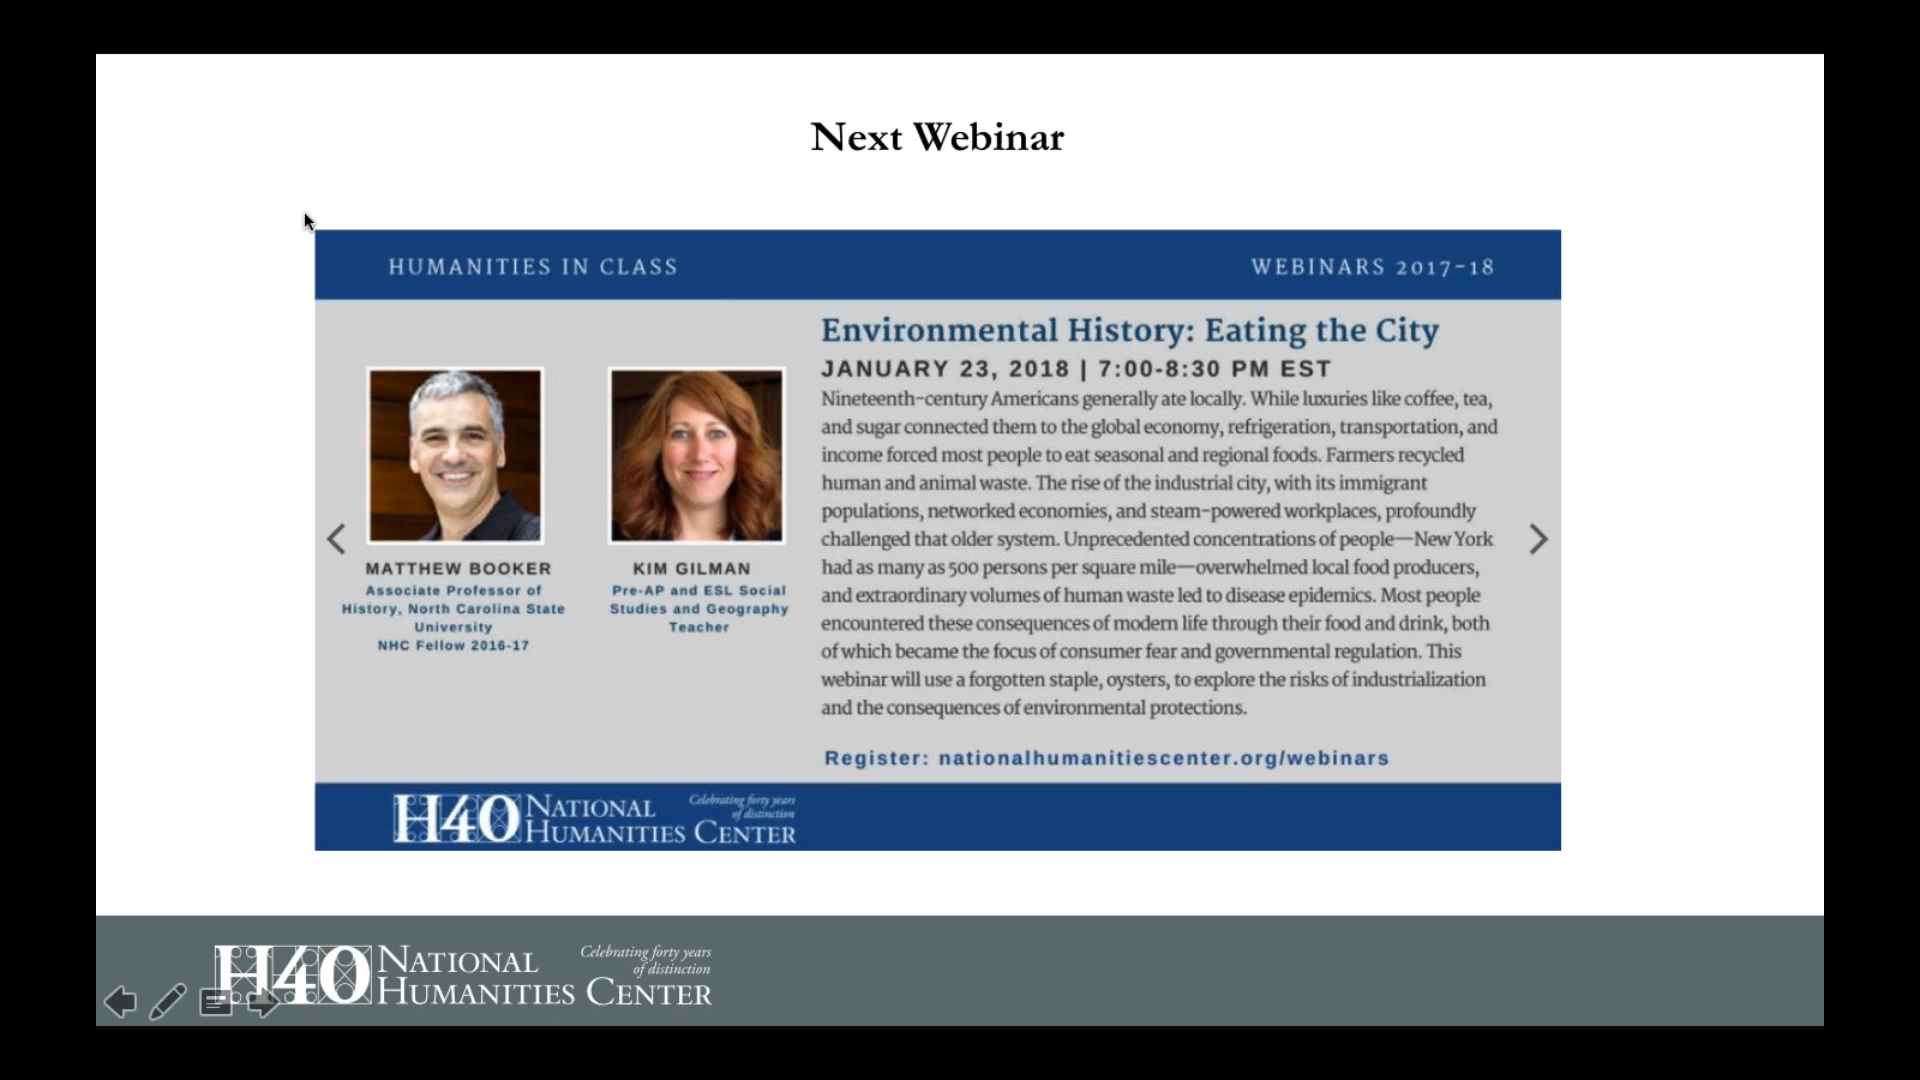 Next Webinar
HUMANITIES IN CLASS
WEBINARS 2017-18
Environmental History: Eating the City
JANUARY 23, 2018 | 7:00-8:30 PM EST
Nineteenth-century Americans generally ate locally. While luxuries like coffee, tea,
and sugar connected them to the global economy, refrigeration, transportation, and
income forced most people to eat seasonal and regional foods. Farmers recycled
human and animal waste. The rise of the industrial city, with its immigrant
populations, networked economies, and steam-powered workplaces, profoundly
challenged that older system. Unprecedented concentrations of people—New York
had as many as 500 persons per square mile—overwhelmed local food producers,
and extraordinary volumes of human waste led to disease epidemics. Most people
encountered these consequences of modern life through their food and drink, both
of which became the focus of consumer fear and governmental regulation. This
webinar will use a forgotten staple, oysters, to explore the risks of industrialization
and the consequences of environmental protections.
Register: nationalhumanitiescenter.org/webinars
MATTHEW BOOKER
Associate Professor of
History, North Carolina State
University
NHC Fellow 2016-17
KIM GILMAN
Pre-AP and ESL Social
Studies and Geography
Teacher
H40 NATIONAL
HUMANITIES CENTER
Celebrating forty years
of distinction
H40 NATIONAL
HUMANITIES CENTER
Celebrating forty years
of distinction